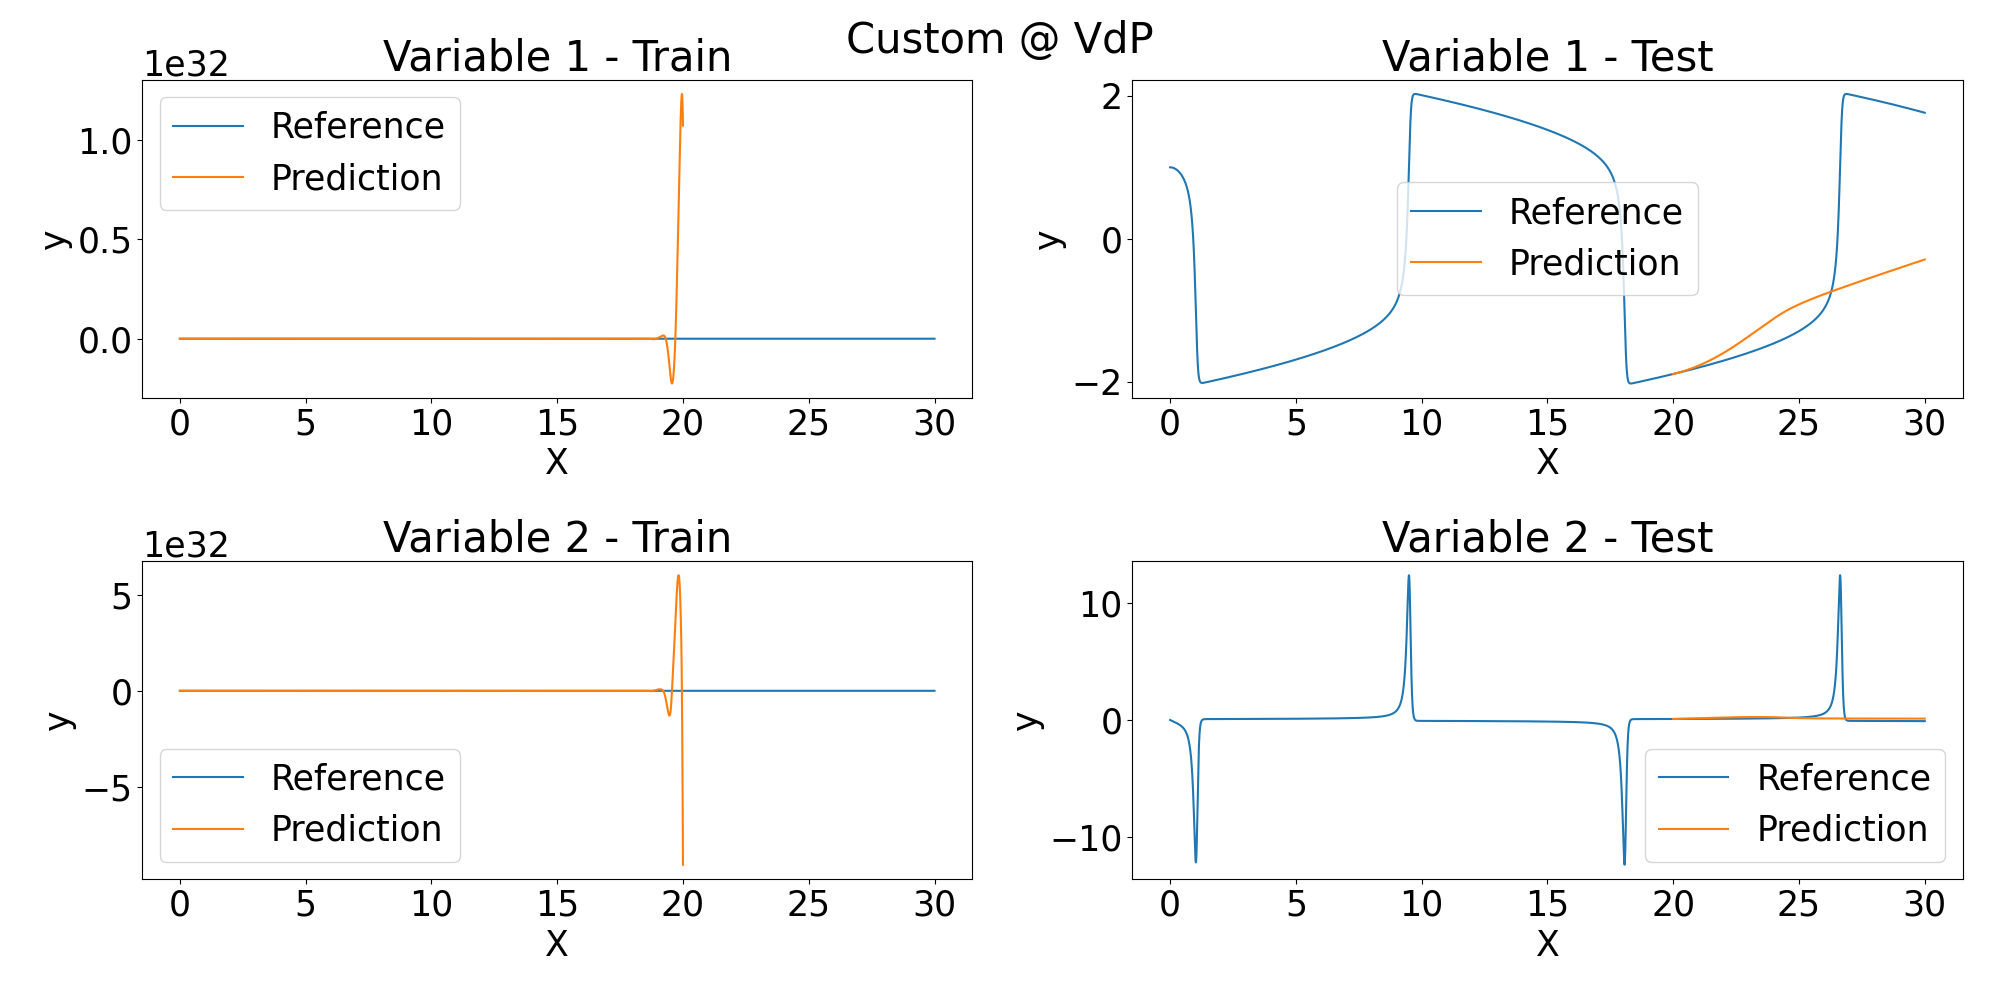 Custom @ VdP
Variable 1 - Train
1e32
1.0
0.5
0.0
y
Reference
Prediction
0 5 10 15 20 25 30
X
Variable 1 - Test
2
0
−2
y
Reference
Prediction
0 5 10 15 20 25 30
X
Variable 2 - Train
1e32
5
0
−5
y
Reference
Prediction
0 5 10 15 20 25 30
X
Variable 2 - Test
10
0
−10
y
Reference
Prediction
0 5 10 15 20 25 30
X